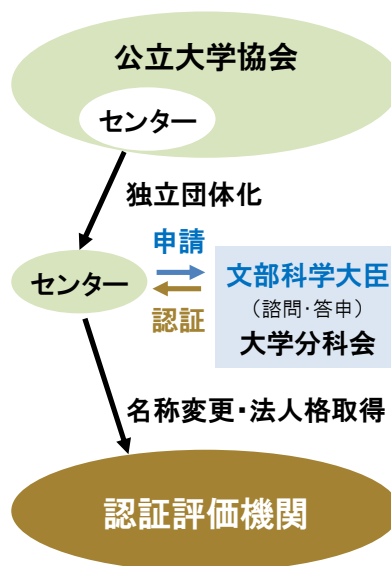 公立大学協会
センター
独立団体化
申請
センター
認証
文部科学大臣
（諮問・答申）
大学分科会
名称変更・法人格取得
認証評価機関